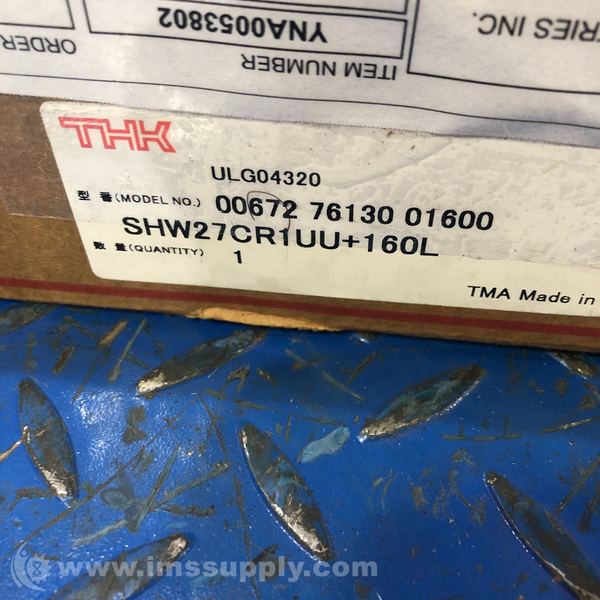 ORDER
ITEM NUMBER
YNA0053802
ERIES INC.
THK
ULG04320
型 番(MODEL NO.) 00672 76130 01600
SHW27CR1UU+160L
数 量(QUANTITY) 1
TMA Made in
www.imssupply.com